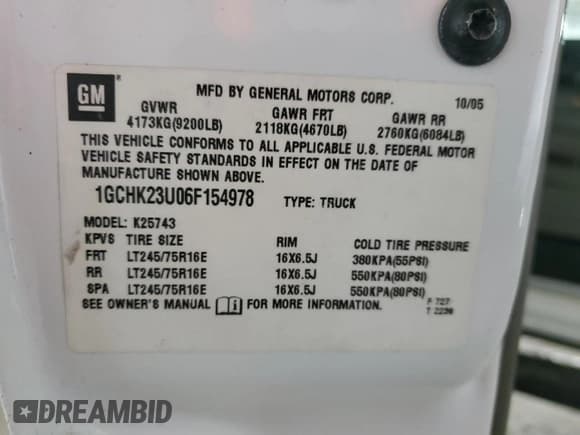 GM ®
MFD BY GENERAL MOTORS CORP. 10/05
GVWR GAWR FRT GAWR RR
4173KG(9200LB) 2118KG(4670LB) 2760KG(6084LB)
THIS VEHICLE CONFORMS TO ALL APPLICABLE U.S. FEDERAL MOTOR
VEHICLE SAFETY STANDARDS IN EFFECT ON THE DATE OF
MANUFACTURE SHOWN ABOVE.
1GCHK23U06F154978 TYPE: TRUCK
MODEL: K25743
KPVS TIRE SIZE RIM COLD TIRE PRESSURE
FRT LT245/75R16E 16X6.5J 380KPA(55PSI)
RR LT245/75R16E 16X6.5J 550KPA(80PSI)
SPA LT245/75R16E 16X6.5J 550KPA(80PSI)
SEE OWNER'S MANUAL i FOR MORE INFORMATION.
F 727
T 2239
DREAMBID